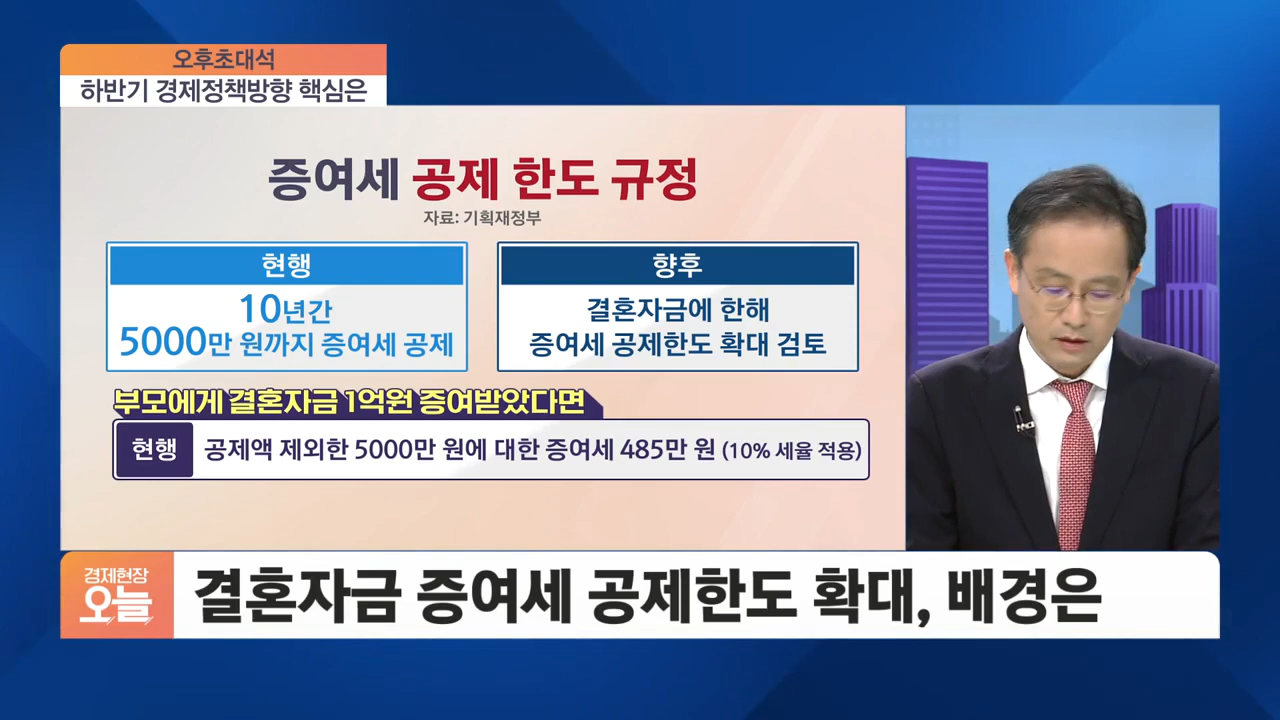 오후초대석
하반기 경제정책방향 핵심은
증여세 공제 한도 규정
자료: 기획재정부
현행
10년간
5000만 원까지 증여세 공제
향후
결혼자금에 한해
증여세 공제한도 확대 검토
부모에게 결혼자금 1억원 증여받았다면
현행
공제액 제외한 5000만 원에 대한 증여세 485만 원 (10% 세율 적용)
경제현장
오늘
결혼자금 증여세 공제한도 확대, 배경은